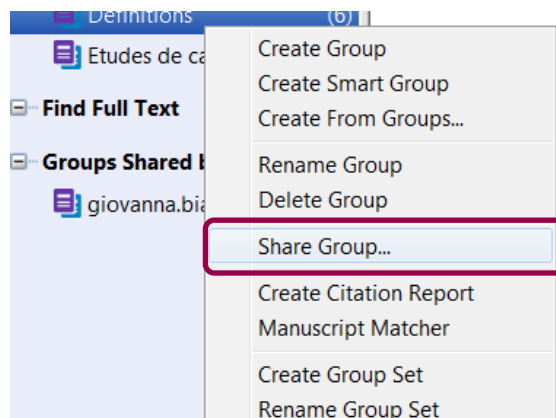 Definitions (6)
Etudes de ca
Find Full Text
Groups Shared b
giovanna.bia
Create Group
Create Smart Group
Create From Groups...
Rename Group
Delete Group
Share Group...
Create Citation Report
Manuscript Matcher
Create Group Set
Rename Group Set